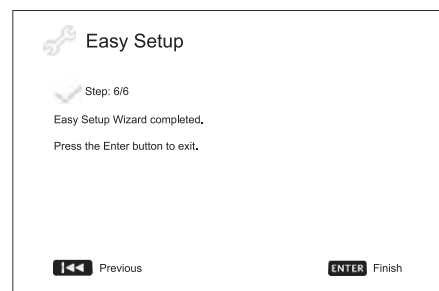 Easy Setup
Step: 6/6
Easy Setup Wizard completed.
Press the Enter button to exit.
Previous
ENTER Finish